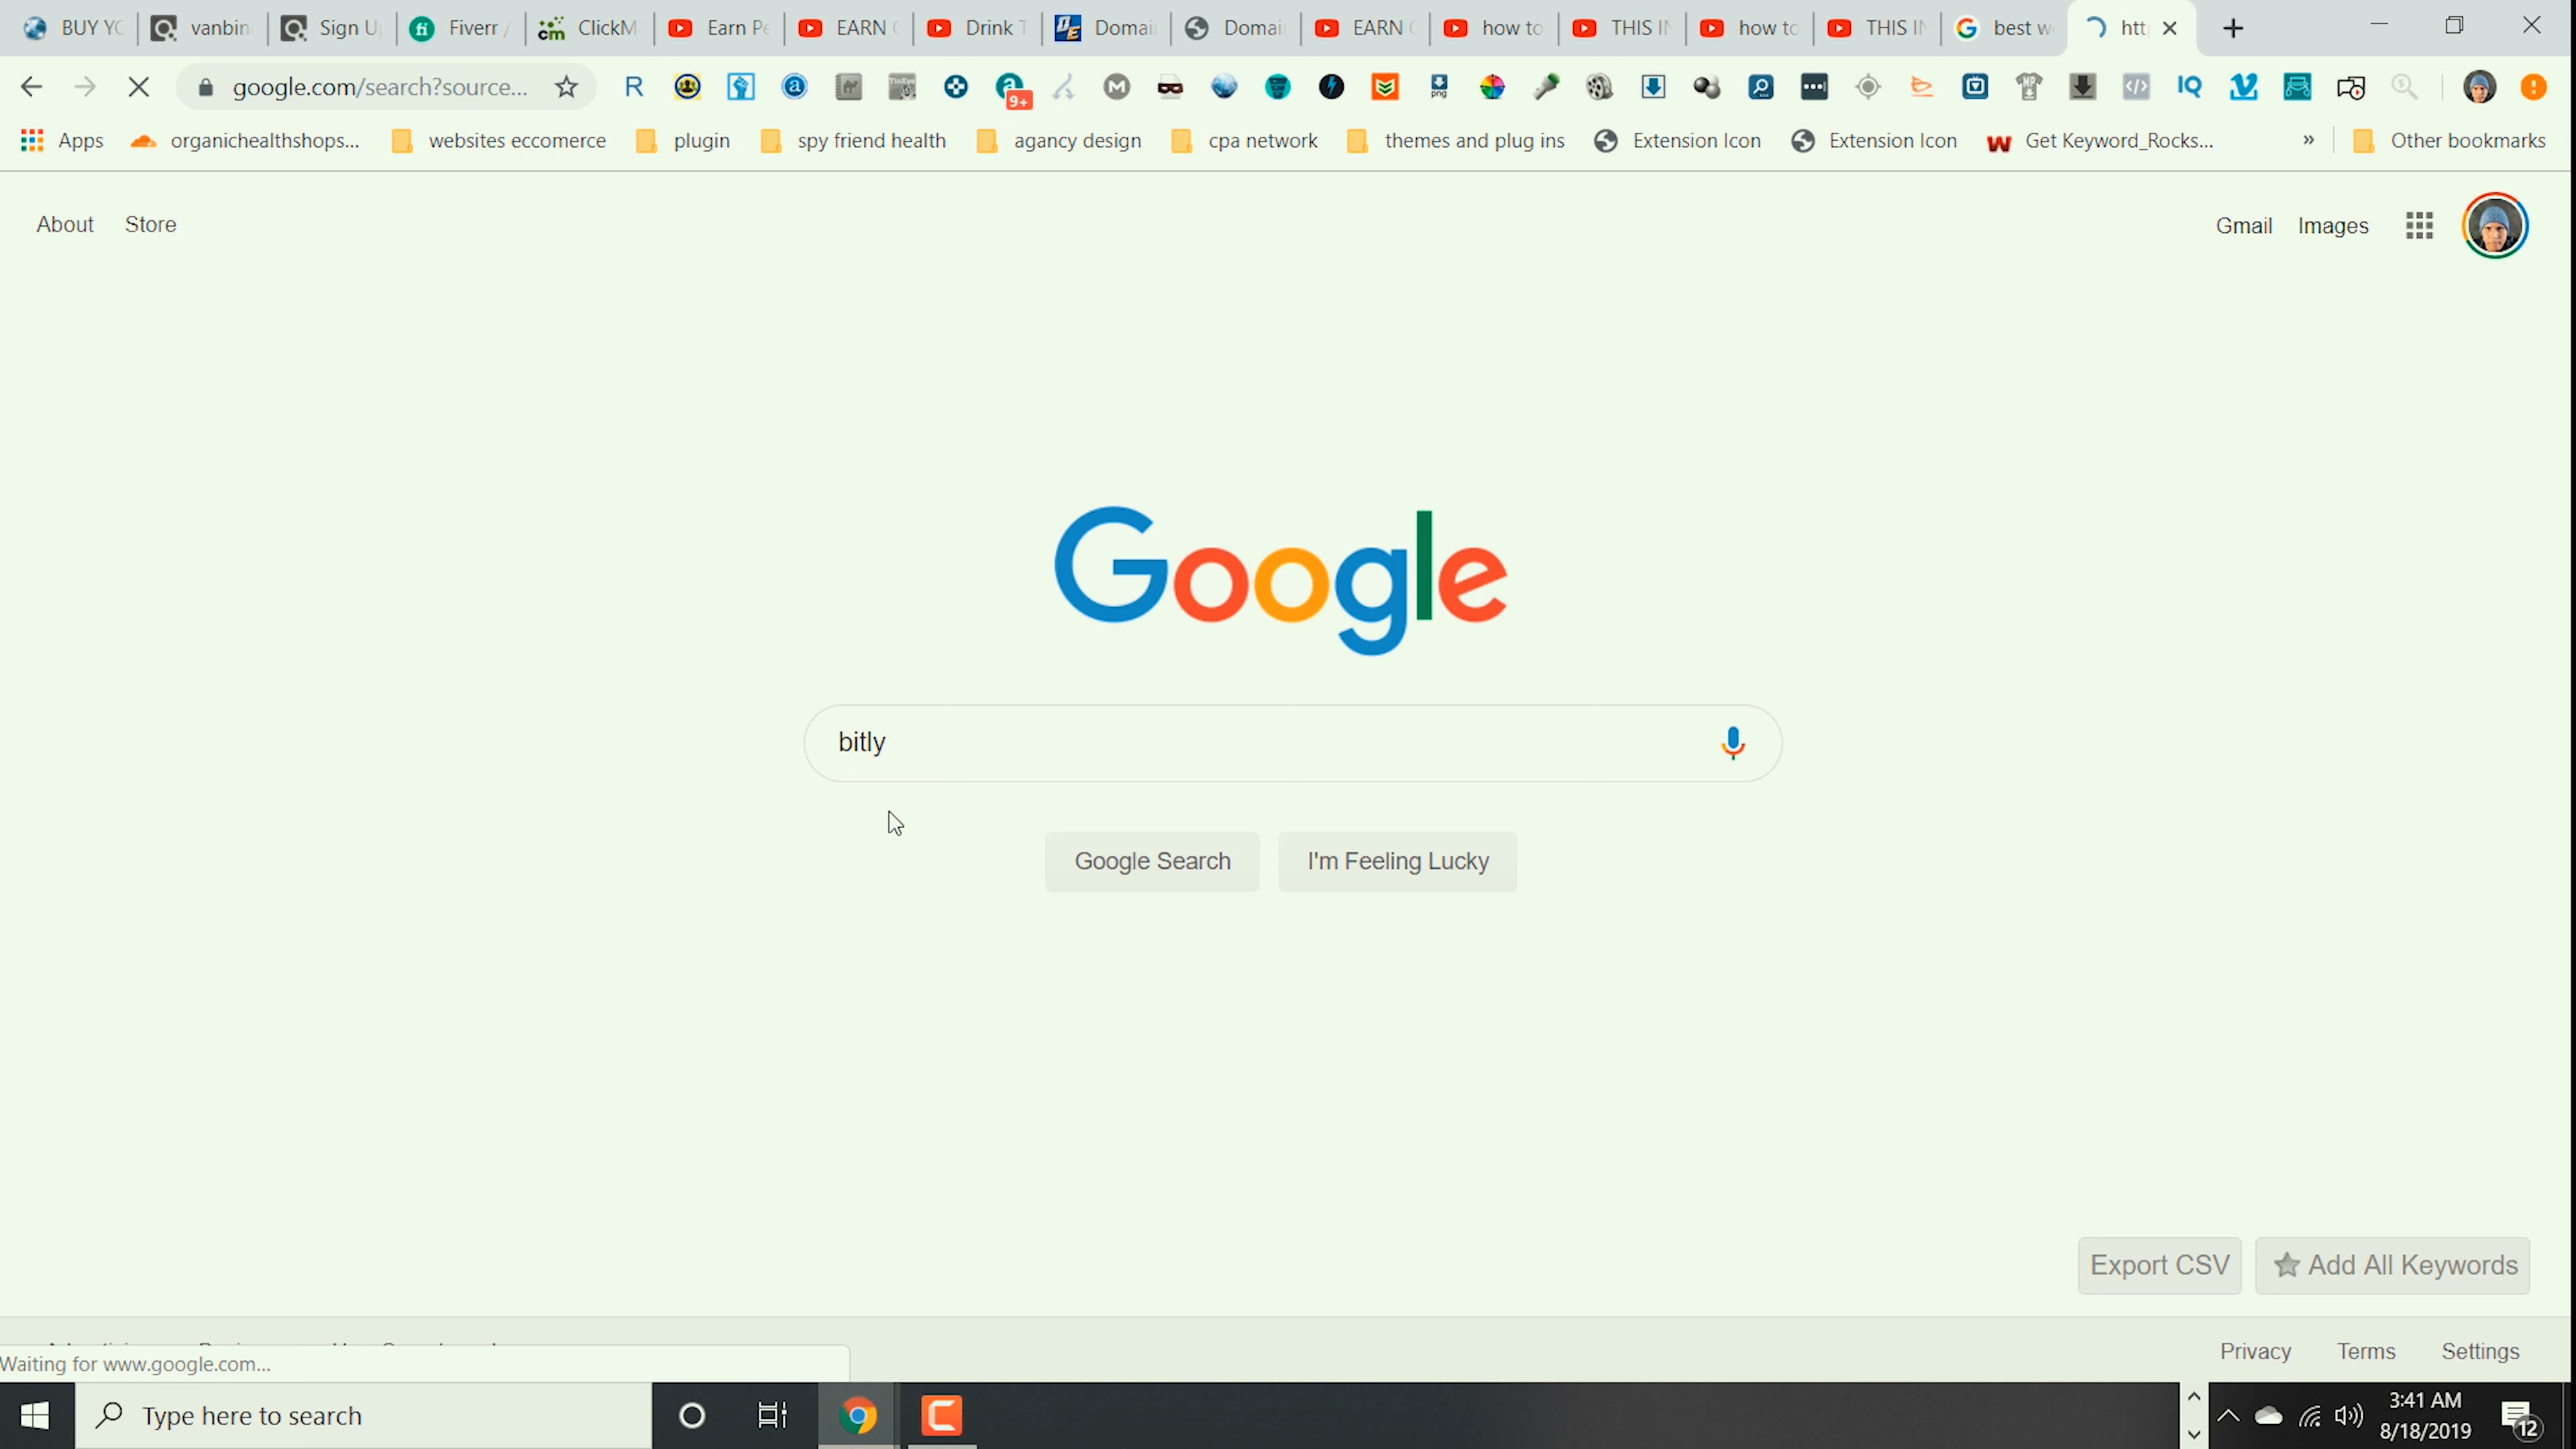 BUY YO
vanbin
Sign U
Fiverr /
ClickM
Earn Pe
EARN
Drink T
Domai
Domai
EARN
how to
THIS IN
how to
THIS IN
best w
htt
google.com/search?source...
9+
Apps
organichealthshops...
websites eccomerce
plugin
spy friend health
agancy design
cpa network
themes and plug ins
Extension Icon
Extension Icon
Get Keyword_Rocks...
»
Other bookmarks
About
Store
Gmail
Images
Google
bitly
Google Search
I'm Feeling Lucky
Export CSV
Add All Keywords
Waiting for www.google.com...
Privacy
Terms
Settings
Type here to search
3:41 AM
8/18/2019
12